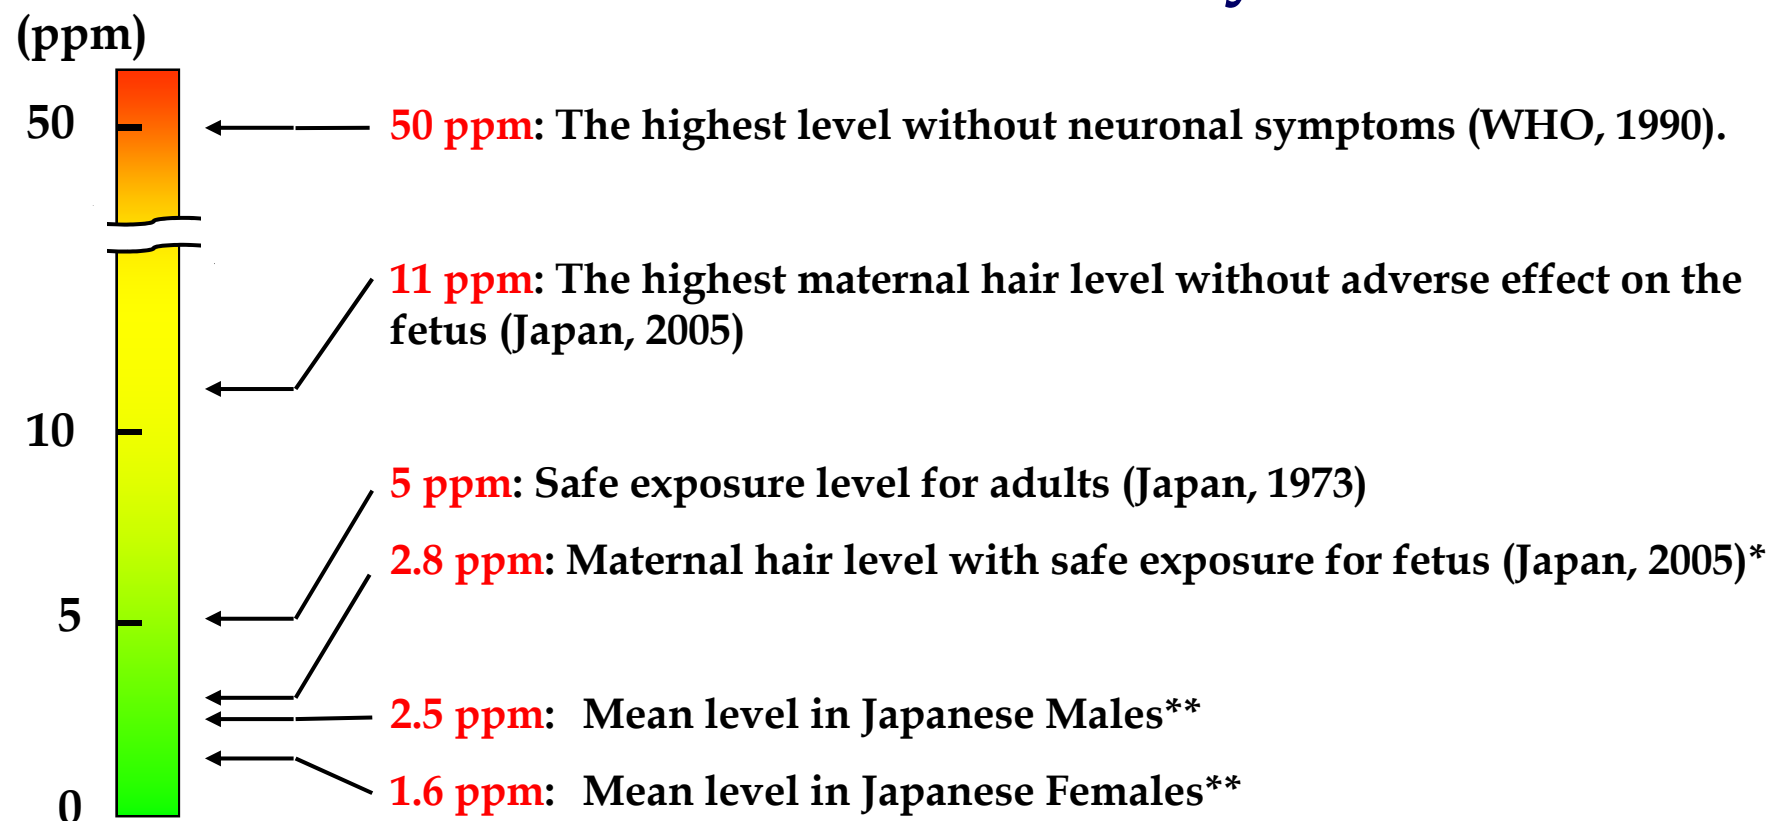 (ppm)
50
50 ppm: The highest level without neuronal symptoms (WHO, 1990).
11 ppm: The highest maternal hair level without adverse effect on the
fetus (Japan, 2005)
10
5 ppm: Safe exposure level for adults (Japan, 1973)
2.8 ppm: Maternal hair level with safe exposure for fetus (Japan, 2005)*
5
2.5 ppm: Mean level in Japanese Males**
1.6 ppm: Mean level in Japanese Females**
0